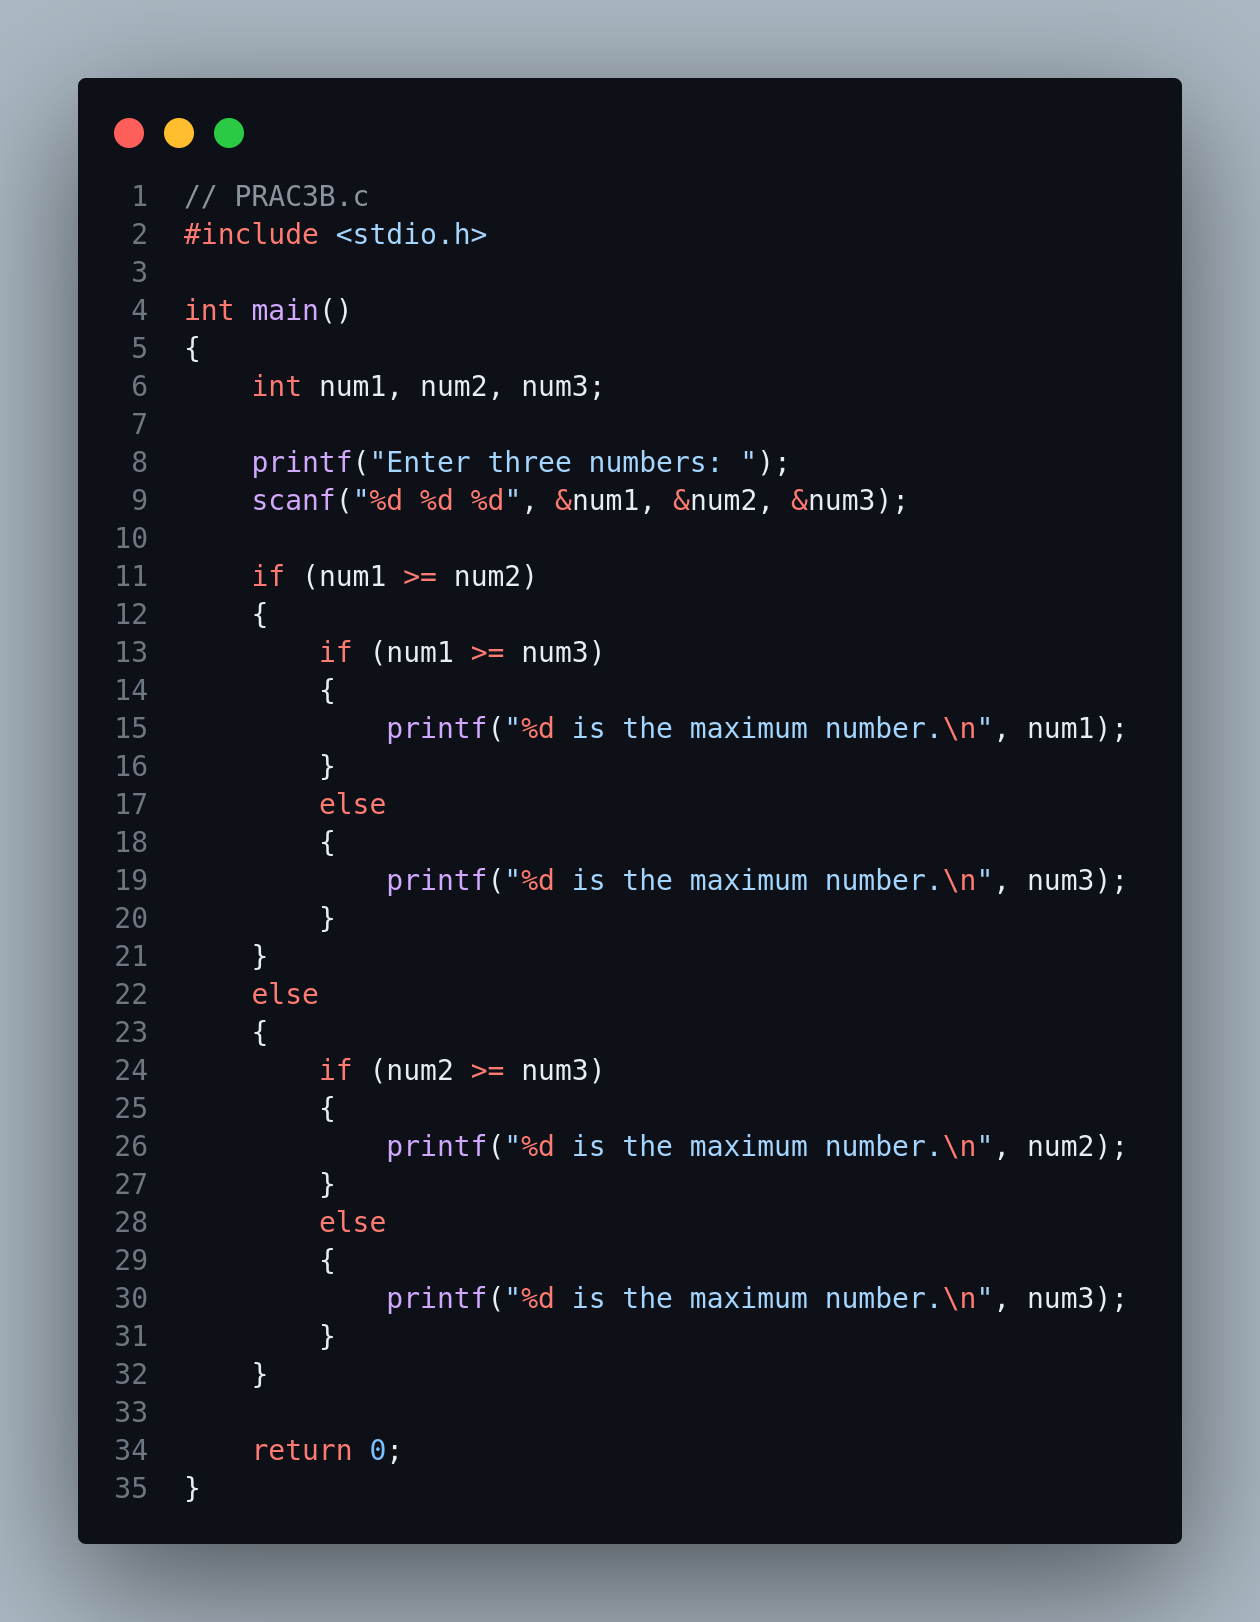 1 // PRAC3B.c
2 #include <stdio.h>
3
4 int main()
5 {
6     int num1, num2, num3;
7
8     printf("Enter three numbers: ");
9     scanf("%d %d %d", &num1, &num2, &num3);
10
11     if (num1 >= num2)
12     {
13         if (num1 >= num3)
14         {
15             printf("%d is the maximum number.\n", num1);
16         }
17         else
18         {
19             printf("%d is the maximum number.\n", num3);
20         }
21     }
22     else
23     {
24         if (num2 >= num3)
25         {
26             printf("%d is the maximum number.\n", num2);
27         }
28         else
29         {
30             printf("%d is the maximum number.\n", num3);
31         }
32     }
33
34     return 0;
35 }